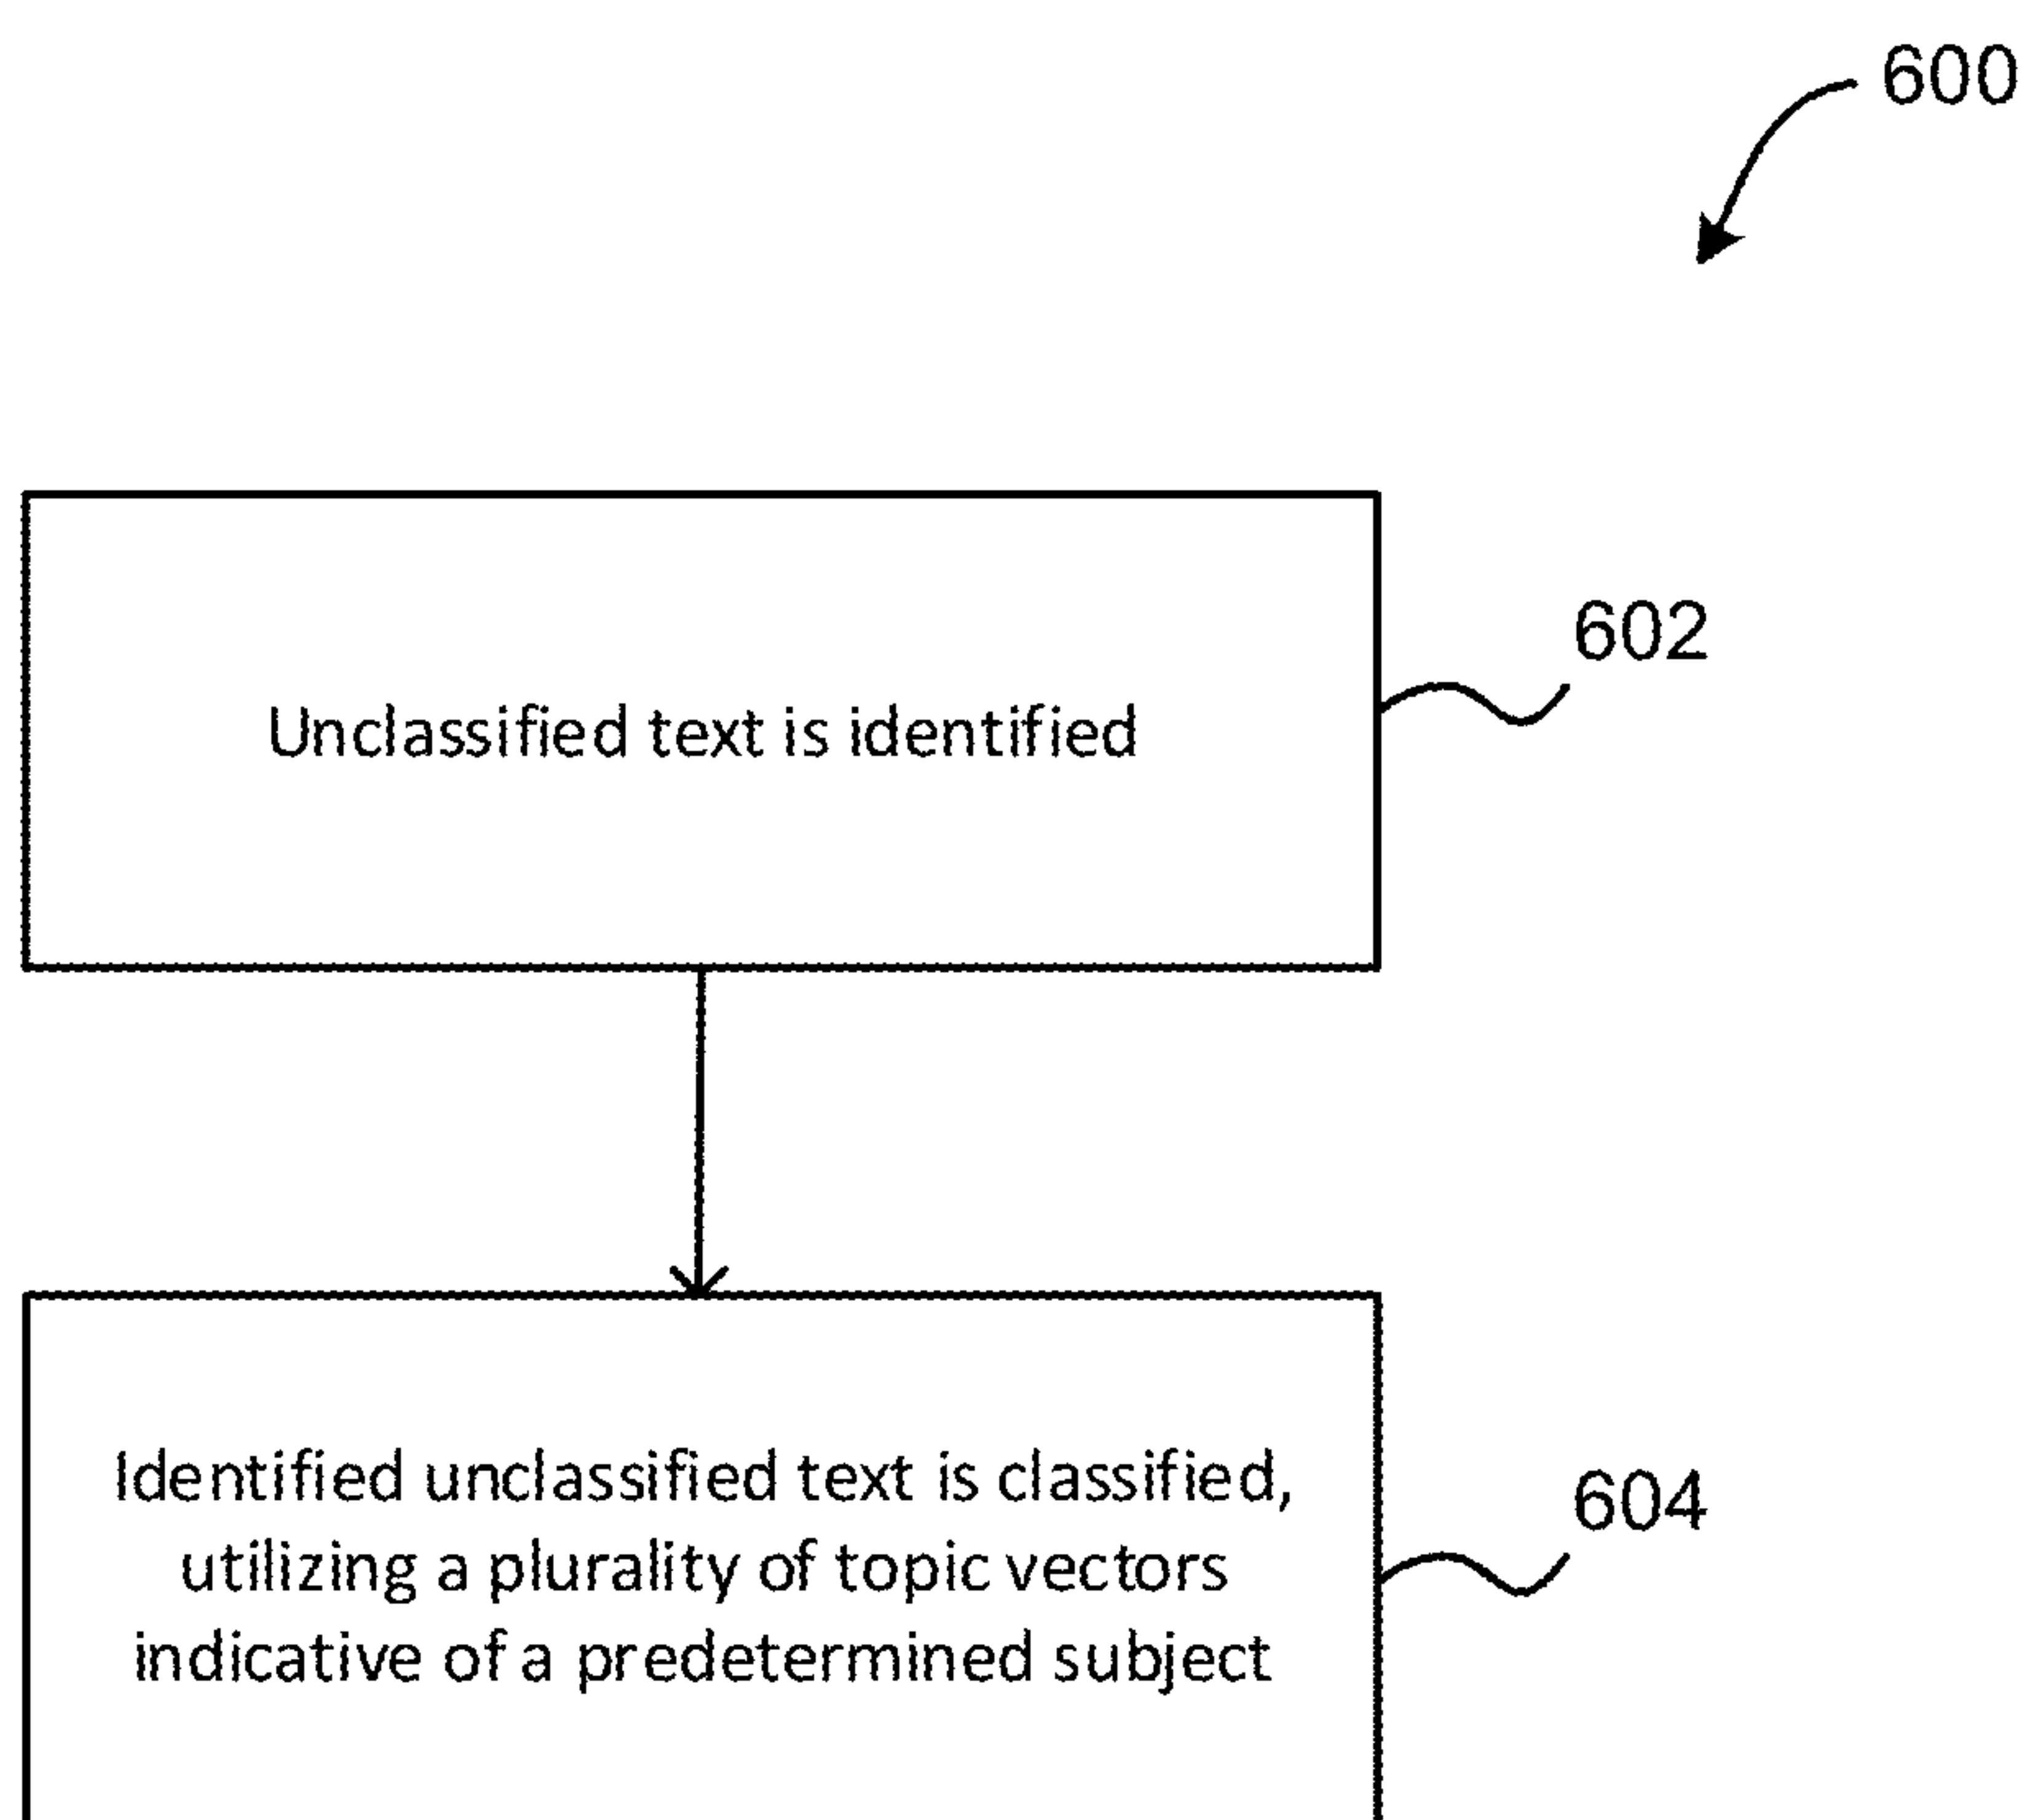 600
602
Unclassified text is identified
Identified unclassified text is classified,
604
utilizing a plurality of topic vectors
indicative of a predetermined subject